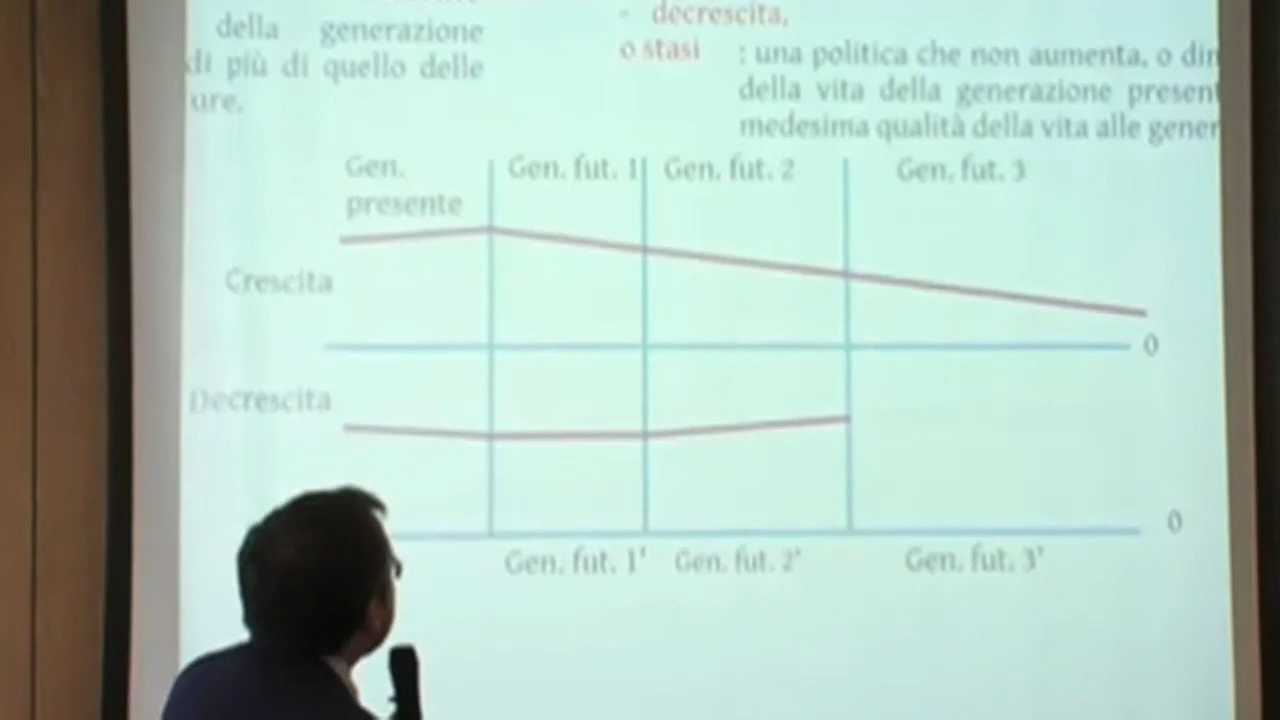 della generazione
di più di quello delle
ure.
- decrescita,
o stasi
: una politica che non aumenta, o dim
della vita della generazione present
medesima qualità della vita alle gener
Gen.
presente
Gen. fut. 1
Gen. fut. 2
Gen. fut. 3
Crescita
0
Decrescita
0
Gen. fut. 1'
Gen. fut. 2'
Gen. fut. 3'